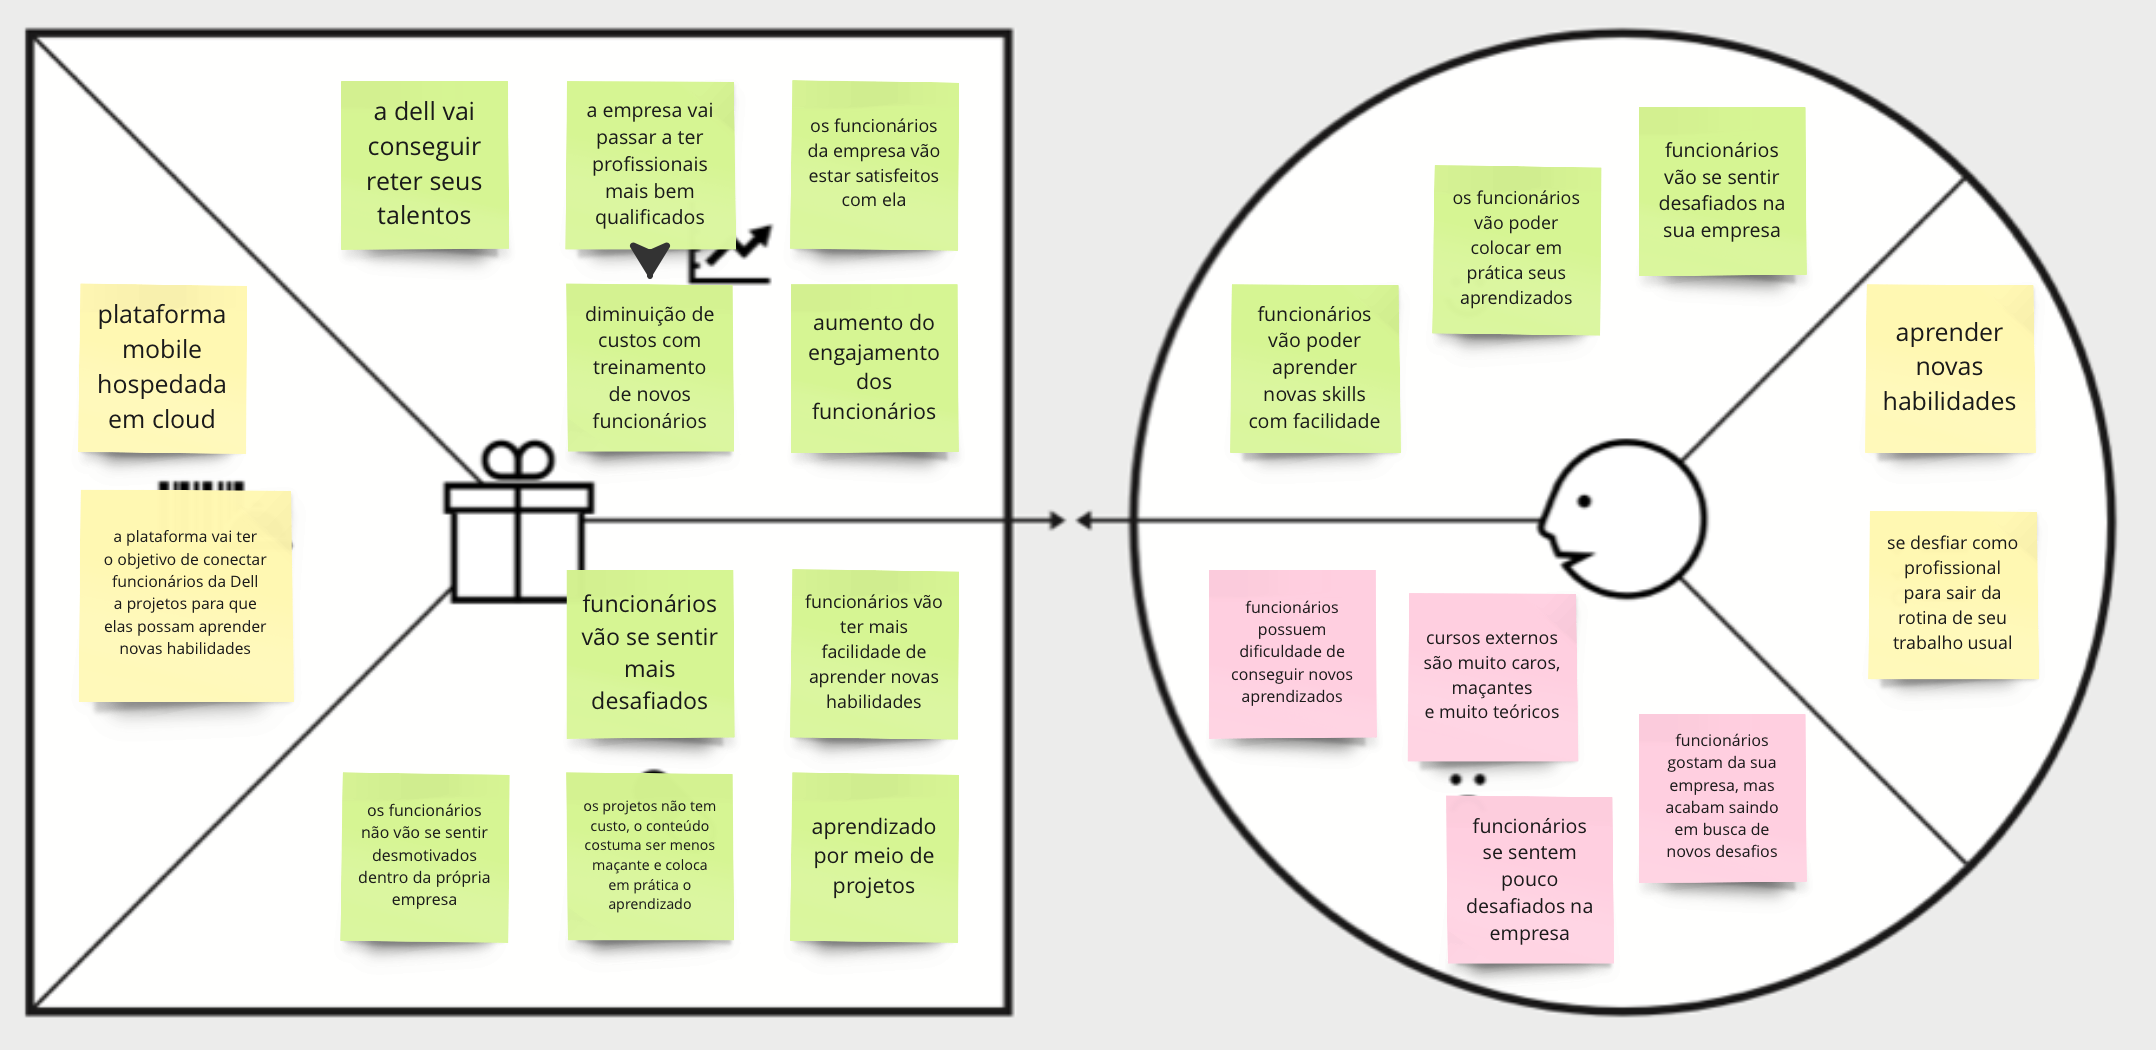 a dell vai
conseguir
reter seus
talentos
a empresa vai
passar a ter
profissionais
mais bem
qualificados
os funcionários
da empresa vão
estar satisfeitos
com ela
plataforma
mobile
hospedada
em cloud
diminuição de
custos com
treinamento
de novos
funcionários
aumento do
engajamento
dos
funcionários
a plataforma vai ter
o objetivo de conectar
funcionários da Dell
a projetos para que
elas possam aprender
novas habilidades
funcionários
vão se sentir
mais
desafiados
funcionários vão
ter mais
facilidade de
aprender novas
habilidades
os funcionários
não vão se sentir
desmotivados
dentro da própria
empresa
os projetos não tem
custo, o conteúdo
costuma ser menos
maçante e coloca
em prática o
aprendizado
aprendizado
por meio de
projetos
funcionários
vão poder
aprender
novas skills
com facilidade
os funcionários
vão poder
colocar em
prática seus
aprendizados
funcionários
vão se sentir
desafiados na
sua empresa
aprender
novas
habilidades
se desfiar como
profissional
para sair da
rotina de seu
trabalho usual
funcionários
possuem
dificuldade de
conseguir novos
aprendizados
cursos externos
são muito caros,
maçantes
e muito teóricos
funcionários
se sentem
pouco
desafiados na
empresa
funcionários
gostam da sua
empresa, mas
acabam saindo
em busca de
novos desafios